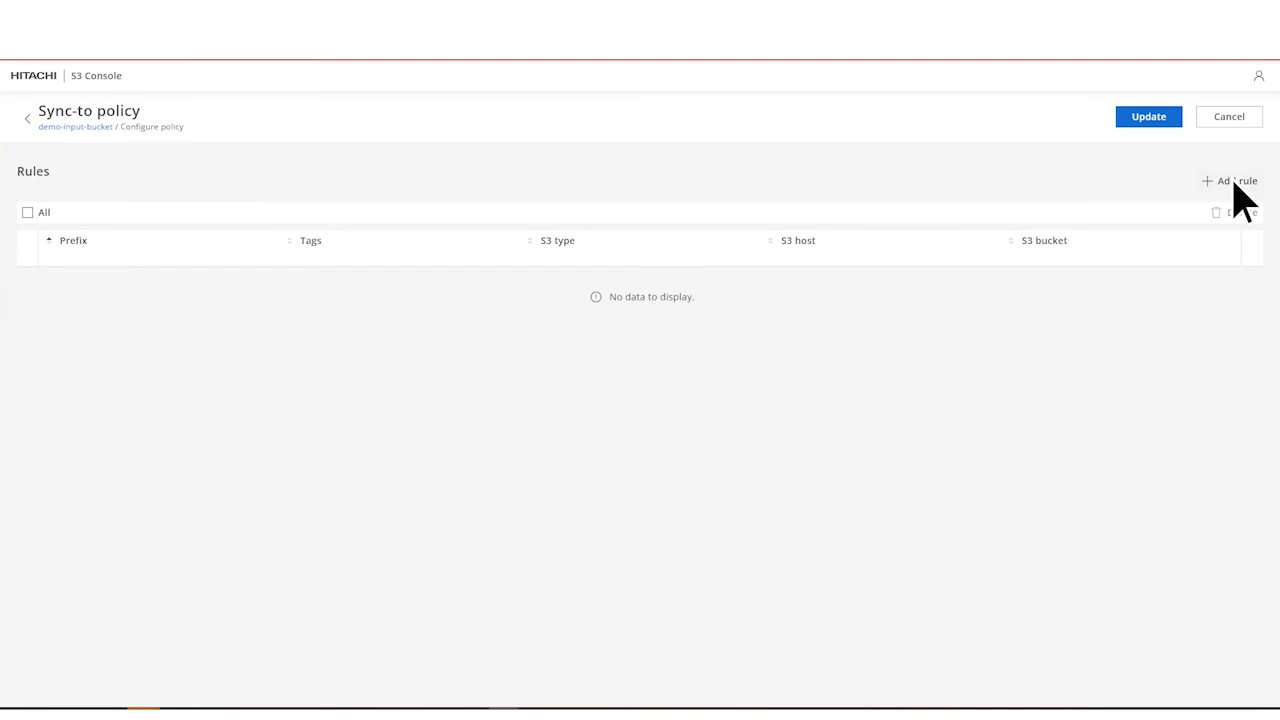 HITACHI | S3 Console
Sync-to policy
demo-input-bucket / Configure policy
Update
Cancel
Rules
rule
All
Prefix
Tags
S3 type
S3 host
S3 bucket
No data to display.